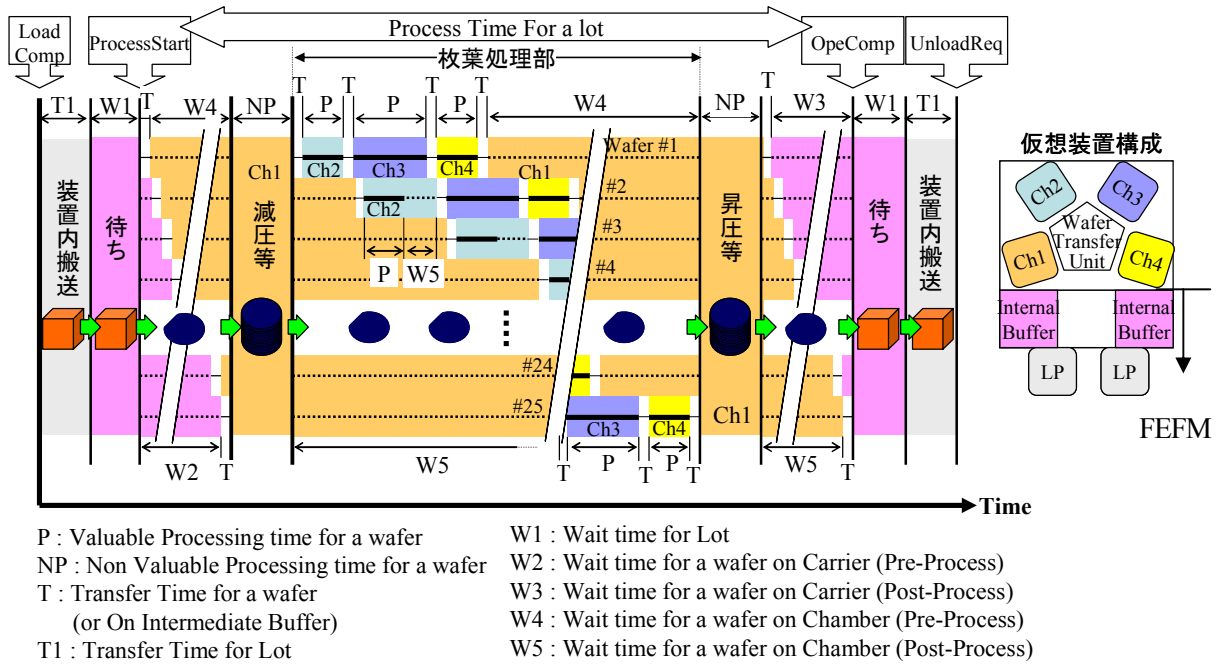 Load
Comp
ProcessStart
Process Time For a lot
OpeComp
UnloadReq
枚葉処理部
T1
W1
T
W4
NP
T
P
T
P
T
P
T
W4
NP
T
W3
W1
T1
Wafer #1
Ch1
Ch2
Ch3
Ch4
Ch1
#2
Ch2
#3
P
W5
#4
装置内搬送
待ち
減圧等
昇圧等
待ち
装置内搬送
#24
#25
Ch3
Ch4
Ch1
W2
T
W5
T
P
T
P
T
W5
T
Time
仮想装置構成
Ch2
Ch3
Wafer
Transfer
Unit
Ch1
Ch4
Internal
Buffer
Internal
Buffer
LP
LP
FEFM
P : Valuable Processing time for a wafer
NP : Non Valuable Processing time for a wafer
T : Transfer Time for a wafer
(or On Intermediate Buffer)
T1 : Transfer Time for Lot
W1 : Wait time for Lot
W2 : Wait time for a wafer on Carrier (Pre-Process)
W3 : Wait time for a wafer on Carrier (Post-Process)
W4 : Wait time for a wafer on Chamber (Pre-Process)
W5 : Wait time for a wafer on Chamber (Post-Process)